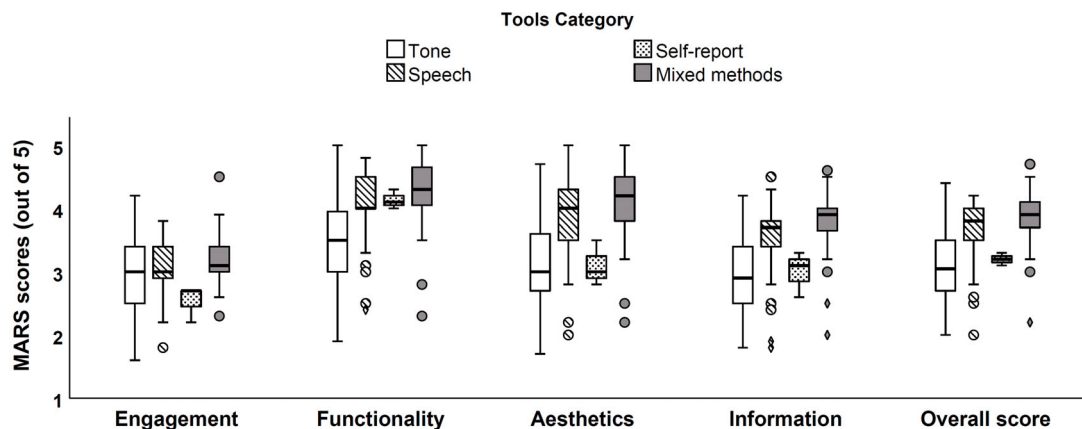 Tools Category
Tone
Self-report
Speech
Mixed methods
MARS scores (out of 5)
5
4
3
2
1
Engagement
Functionality
Aesthetics
Information
Overall score